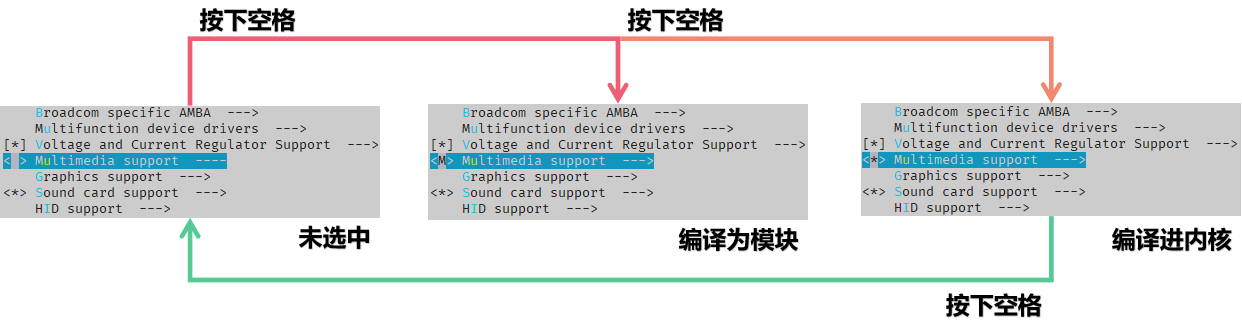 按下空格
按下空格
Broadcom specific AMBA  --->
Multifunction device drivers  --->
[*] Voltage and Current Regulator Support  --->
< > Multimedia support  ----
Graphics support  --->
<*> Sound card support  --->
HID support  --->
未选中
Broadcom specific AMBA  --->
Multifunction device drivers  --->
[*] Voltage and Current Regulator Support  --->
<M> Multimedia support  --->
Graphics support  --->
<*> Sound card support  --->
HID support  --->
编译为模块
Broadcom specific AMBA  --->
Multifunction device drivers  --->
[*] Voltage and Current Regulator Support  --->
<*> Multimedia support  --->
Graphics support  --->
<*> Sound card support  --->
HID support  --->
编译进内核
按下空格